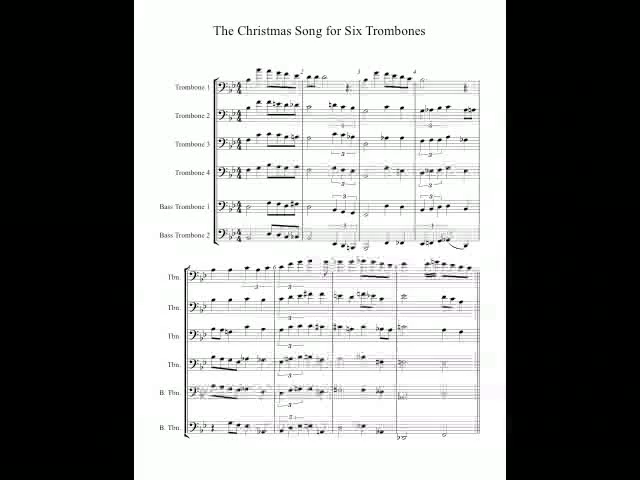 The Christmas Song for Six Trombones
Trombone 1
Trombone 2
Trombone 3
Trombone 4
Bass Trombone 1
Bass Trombone 2
Tbn.
Tbn.
Tbn.
Tbn.
B. Tbn.
B. Tbn.